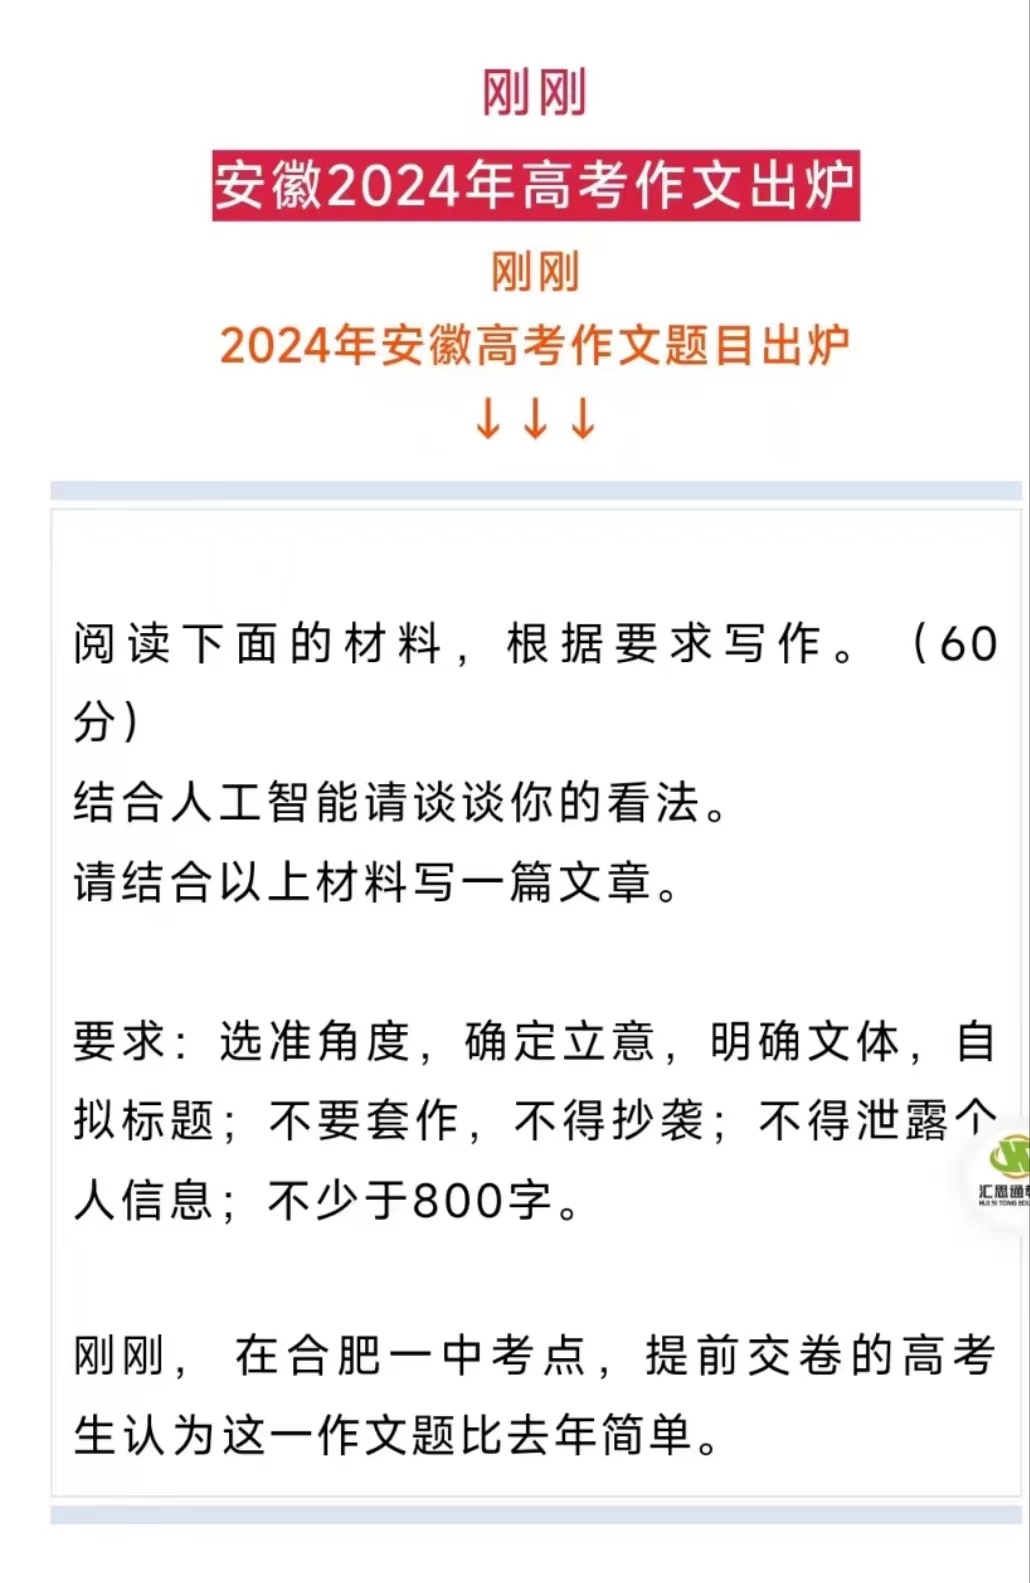 刚刚
安徽2024年高考作文出炉
刚刚
2024年安徽高考作文题目出炉
↓↓↓
阅读下面的材料，根据要求写作。（60
分）
结合人工智能请谈谈你的看法。
请结合以上材料写一篇文章。
要求：选准角度，确定立意，明确文体，自
拟标题；不要套作，不得抄袭；不得泄露个
人信息；不少于800字。
汇思通
HUI SI TONG EDU
刚刚， 在合肥一中考点，提前交卷的高考
生认为这一作文题比去年简单。